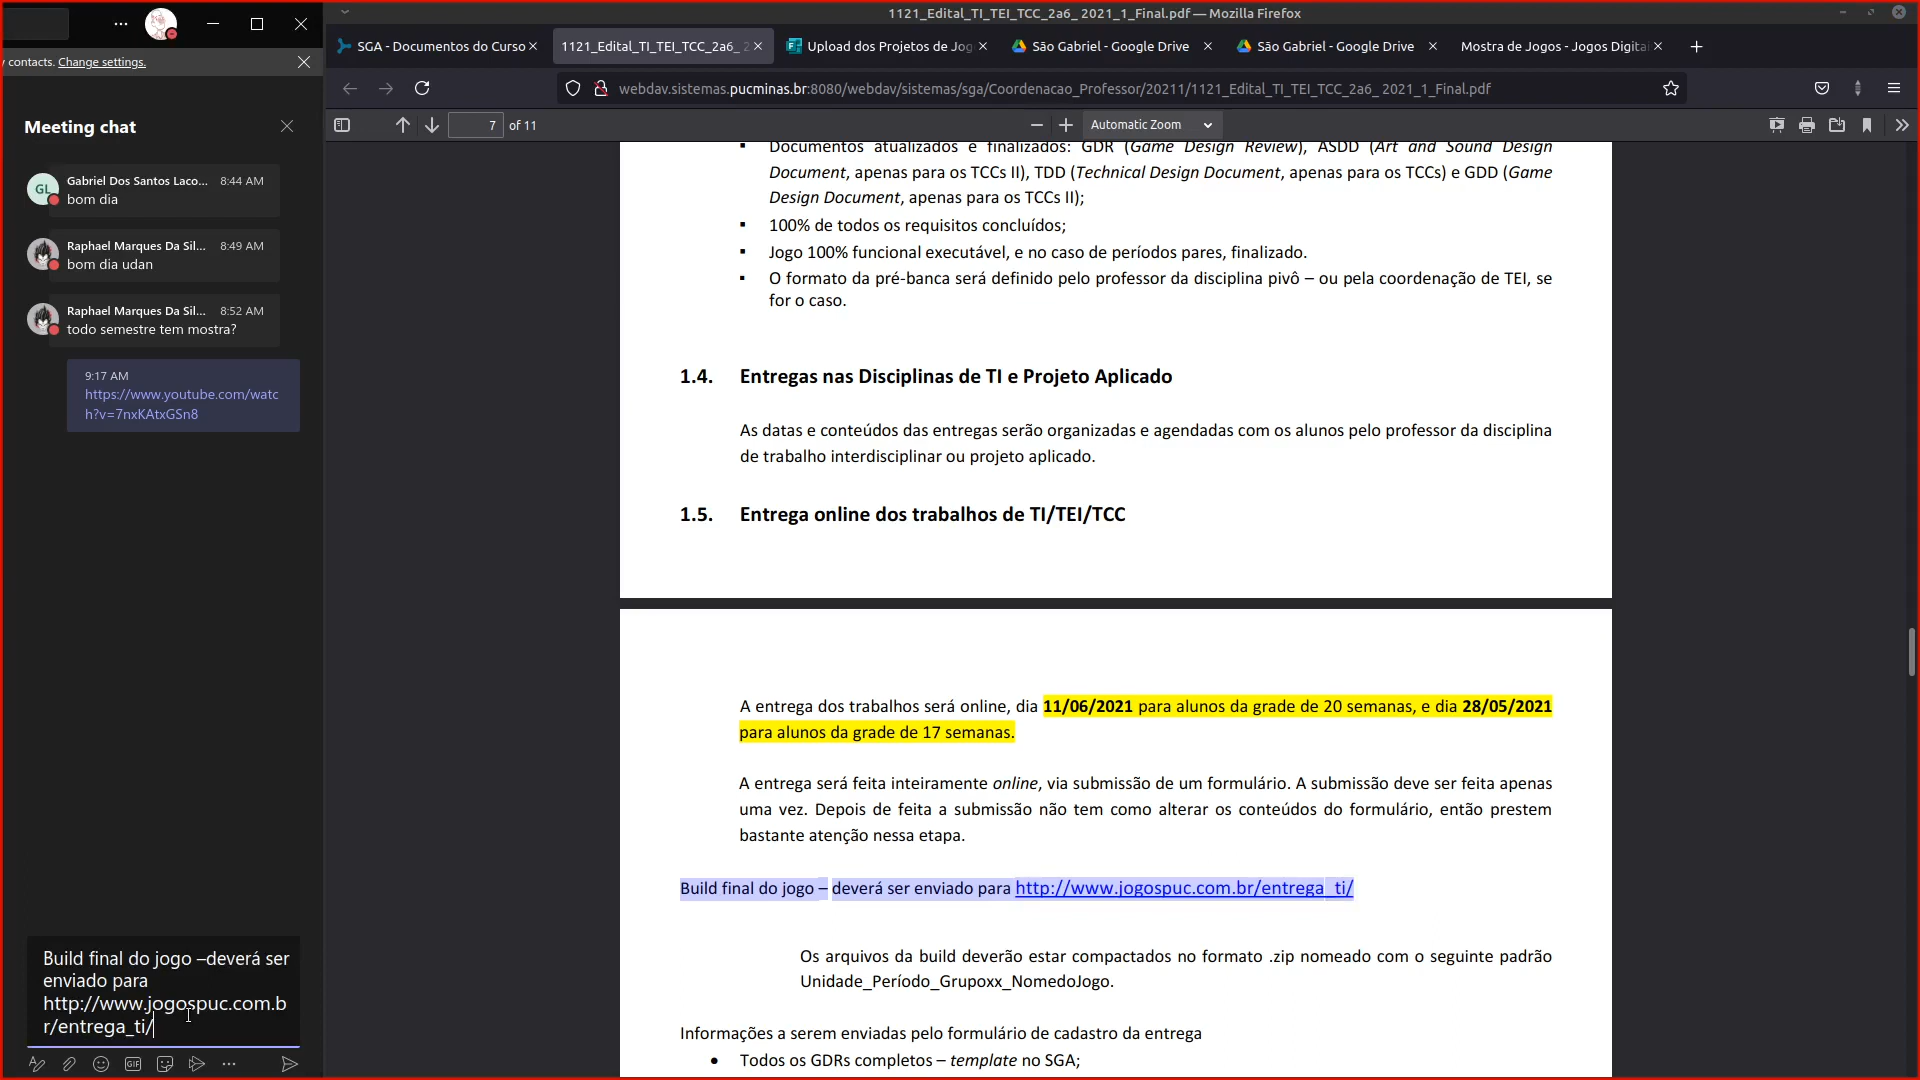 1121_Edital_TI_TEI_TCC_2a6_ 2021_1_Final.pdf — Mozilla Firefox
y contacts. Change settings.
SGA - Documentos do Curso
1121_Edital_TI_TEI_TCC_2a6_ 2
Upload dos Projetos de Jog
São Gabriel - Google Drive
São Gabriel - Google Drive
Mostra de Jogos - Jogos Digitai
webdav.sistemas.pucminas.br:8080/webdav/sistemas/sga/Coordenacao_Professor/20211/1121_Edital_TI_TEI_TCC_2a6_ 2021_1_Final.pdf
7 of 11
Automatic Zoom
Meeting chat
Gabriel Dos Santos Laco... 8:44 AM
GL
bom dia
Raphael Marques Da Sil... 8:49 AM
bom dia udan
Raphael Marques Da Sil... 8:52 AM
todo semestre tem mostra?
9:17 AM
https://www.youtube.com/watc
h?v=7nxKAtxGSn8
Build final do jogo –deverá ser
enviado para
http://www.jogospuc.com.b
r/entrega_ti/
GIF
▪ Documentos atualizados e finalizados: GDR (Game Design Review), ASDD (Art and Sound Design
Document, apenas para os TCCs II), TDD (Technical Design Document, apenas para os TCCs) e GDD (Game
Design Document, apenas para os TCCs II);
▪ 100% de todos os requisitos concluídos;
▪ Jogo 100% funcional executável, e no caso de períodos pares, finalizado.
▪ O formato da pré-banca será definido pelo professor da disciplina pivô – ou pela coordenação de TEI, se
for o caso.
1.4. Entregas nas Disciplinas de TI e Projeto Aplicado
As datas e conteúdos das entregas serão organizadas e agendadas com os alunos pelo professor da disciplina
de trabalho interdisciplinar ou projeto aplicado.
1.5. Entrega online dos trabalhos de TI/TEI/TCC
A entrega dos trabalhos será online, dia 11/06/2021 para alunos da grade de 20 semanas, e dia 28/05/2021
para alunos da grade de 17 semanas.
A entrega será feita inteiramente online, via submissão de um formulário. A submissão deve ser feita apenas
uma vez. Depois de feita a submissão não tem como alterar os conteúdos do formulário, então prestem
bastante atenção nessa etapa.
Build final do jogo – deverá ser enviado para http://www.jogospuc.com.br/entrega_ti/
Os arquivos da build deverão estar compactados no formato .zip nomeado com o seguinte padrão
Unidade_Período_Grupoxx_NomedoJogo.
Informações a serem enviadas pelo formulário de cadastro da entrega
• Todos os GDRs completos – template no SGA;